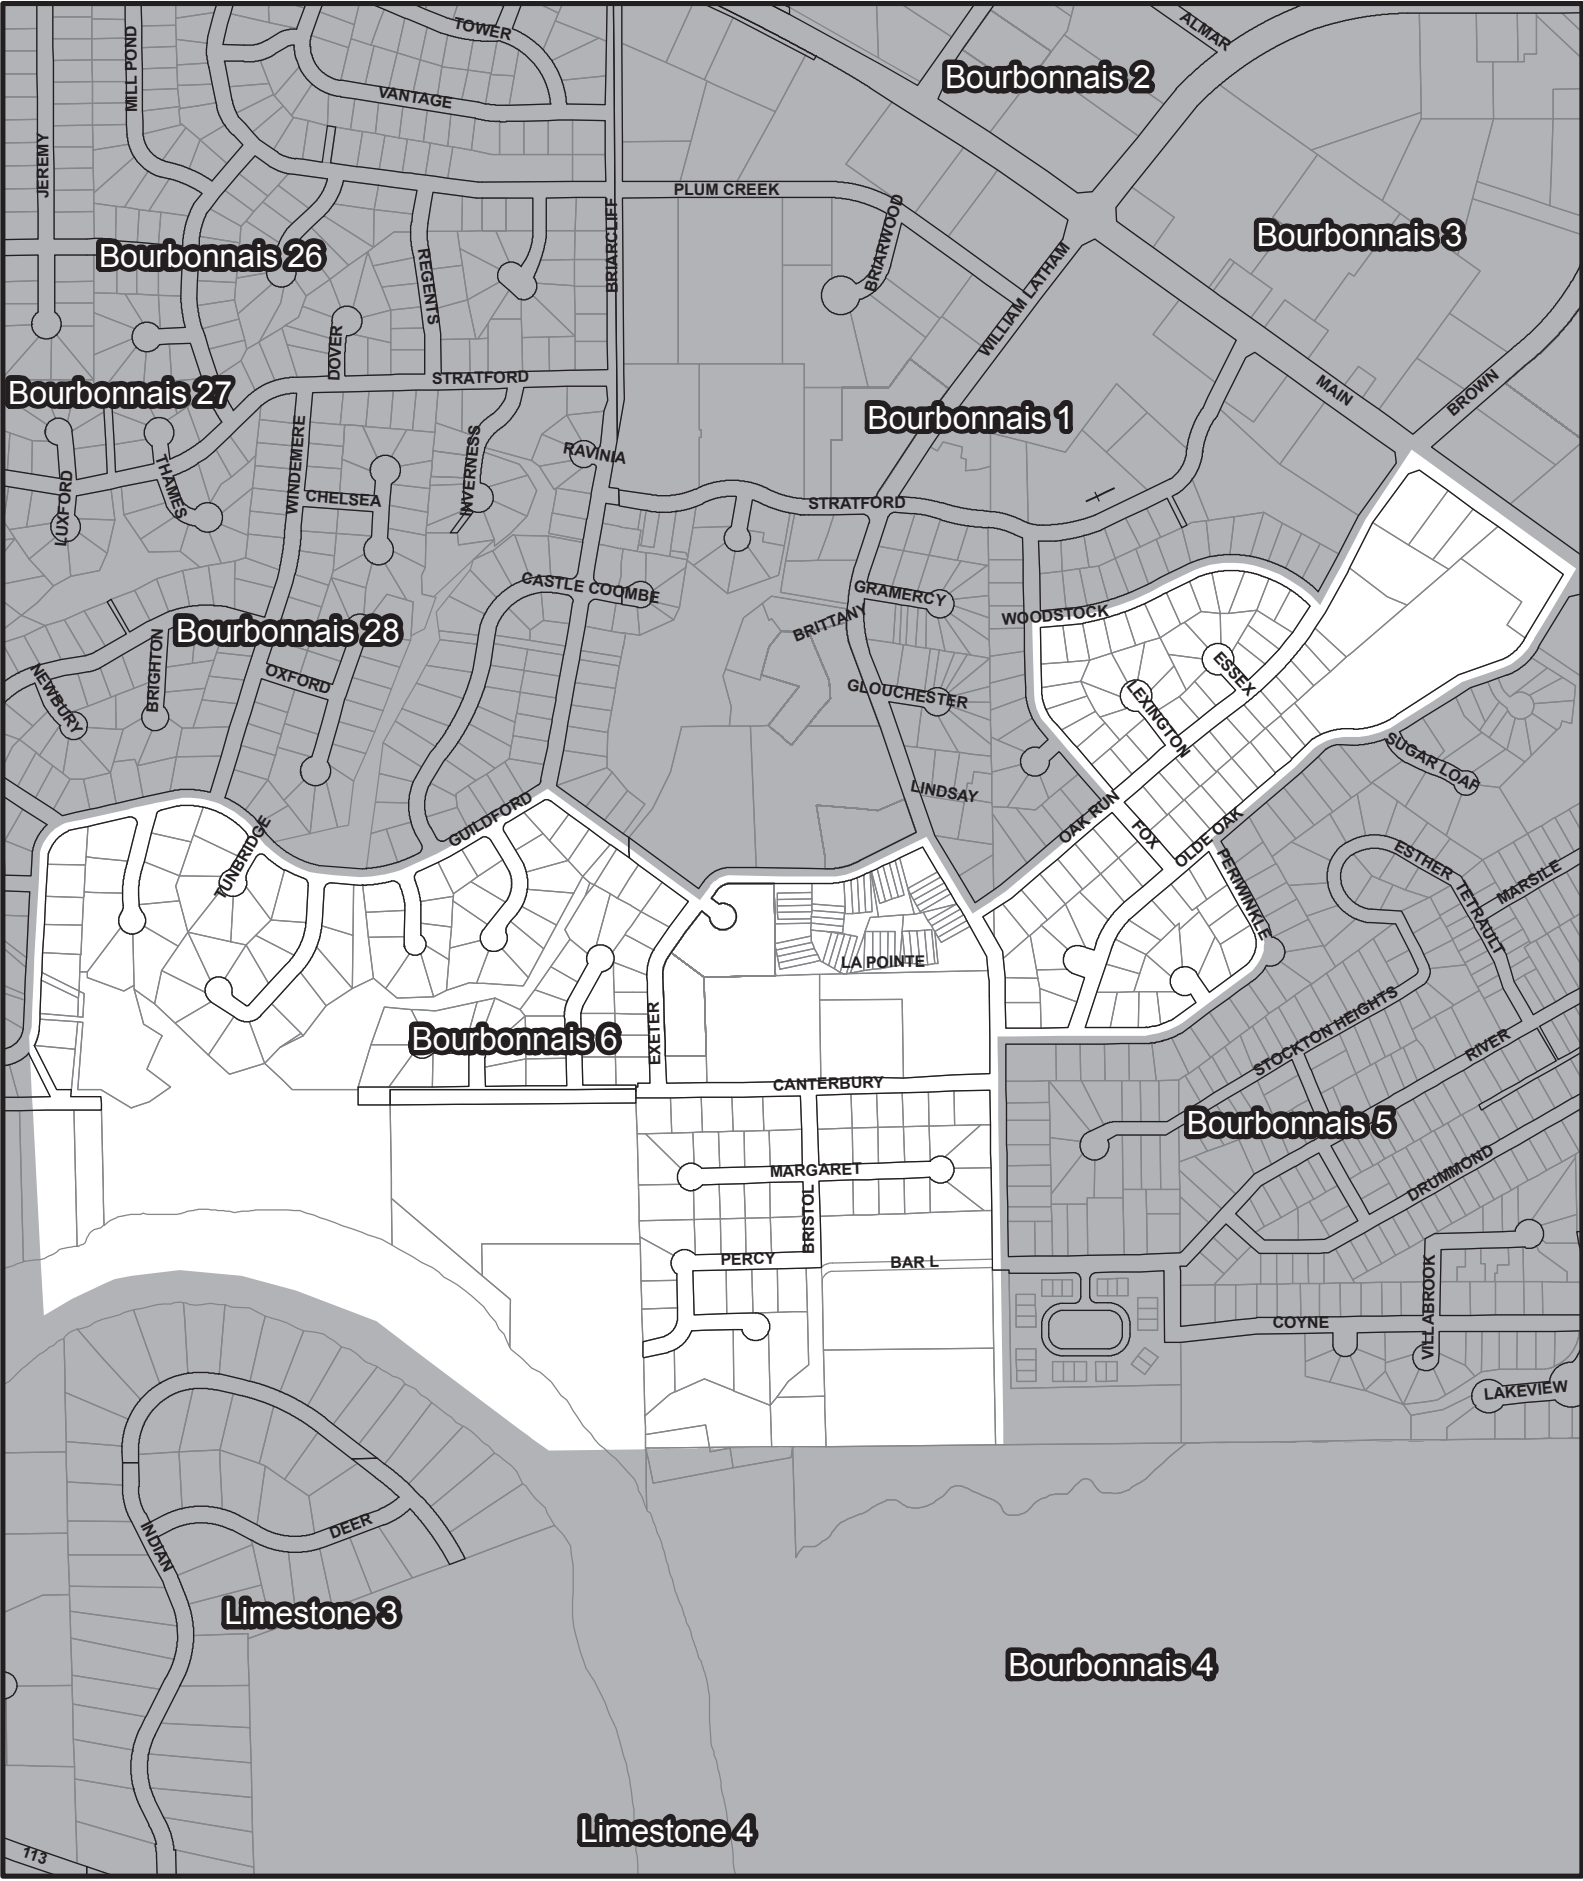 TOWER
ALMAR
MILL POND
Bourbonnais 2
VANTAGE
JEREMY
PLUM CREEK
BRIARWOOD
BRIARCLIFF
Bourbonnais 3
Bourbonnais 26
REGENTS
WILLIAM LATHAM
DOVER
STRATFORD
Bourbonnais 27
MAIN
BROWN
Bourbonnais 1
WINDEMERE
INVERNESS
RAVINIA
THAMES
LUXFORD
CHELSEA
STRATFORD
CASTLE COOMBE
GRAMERCY
BRITTANY
WOODSTOCK
Bourbonnais 28
BRIGHTON
NEWBURY
OXFORD
ESSEX
LEXINGTON
GLOUCHESTER
SUGAR LOAF
LINDSAY
GUILDFORD
OAK RUN
FOX
OLDE OAK
TUNBRIDGE
PERIWINKLE
ESTHER
TETRAULT
MARSILE
LA POINTE
EXETER
Bourbonnais 6
STOCKTON HEIGHTS
RIVER
CANTERBURY
Bourbonnais 5
MARGARET
DRUMMOND
BRISTOL
PERCY
BAR L
VILLABROOK
COYNE
LAKEVIEW
INDIAN
DEER
Limestone 3
Bourbonnais 4
Limestone 4
113